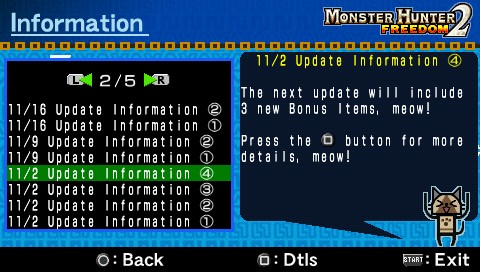 Information
MONSTER HUNTER
FREEDOM 2
L 2/5 R
11/16 Update Information ②
11/16 Update Information ①
11/9 Update Information ②
11/9 Update Information ①
11/2 Update Information ④
11/2 Update Information ③
11/2 Update Information ②
11/2 Update Information ①
11/2 Update Information ④
The next update will include
3 new Bonus Items, meow!
Press the button for more
details, meow!
: Back
: Dtls
START: Exit